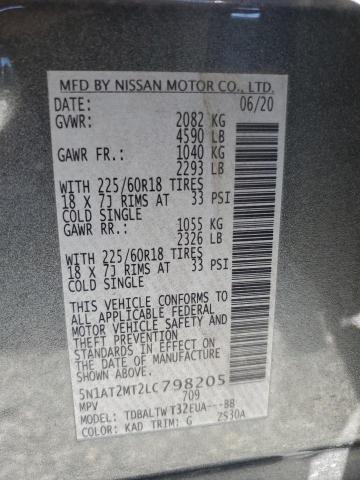 MFD BY NISSAN MOTOR CO., LTD.
DATE: 06/20
GVWR: 2082 KG
4590 LB
GAWR FR.: 1040 KG
2293 LB
WITH 225/60R18 TIRES
18 X 7J RIMS AT 33 PSI
COLD SINGLE
GAWR RR.: 1055 KG
2326 LB
WITH 225/60R18 TIRES
18 X 7J RIMS AT 33 PSI
COLD SINGLE
THIS VEHICLE CONFORMS TO
ALL APPLICABLE FEDERAL
MOTOR VEHICLE SAFETY AND
THEFT PREVENTION
STANDARDS IN EFFECT ON
THE DATE OF MANUFACTURE
SHOWN ABOVE.
5N1AT2MT2LC798205
MPV 709
MODEL: TDBALTWT32EUA---BB
COLOR: KAD TRIM: G 2S30A